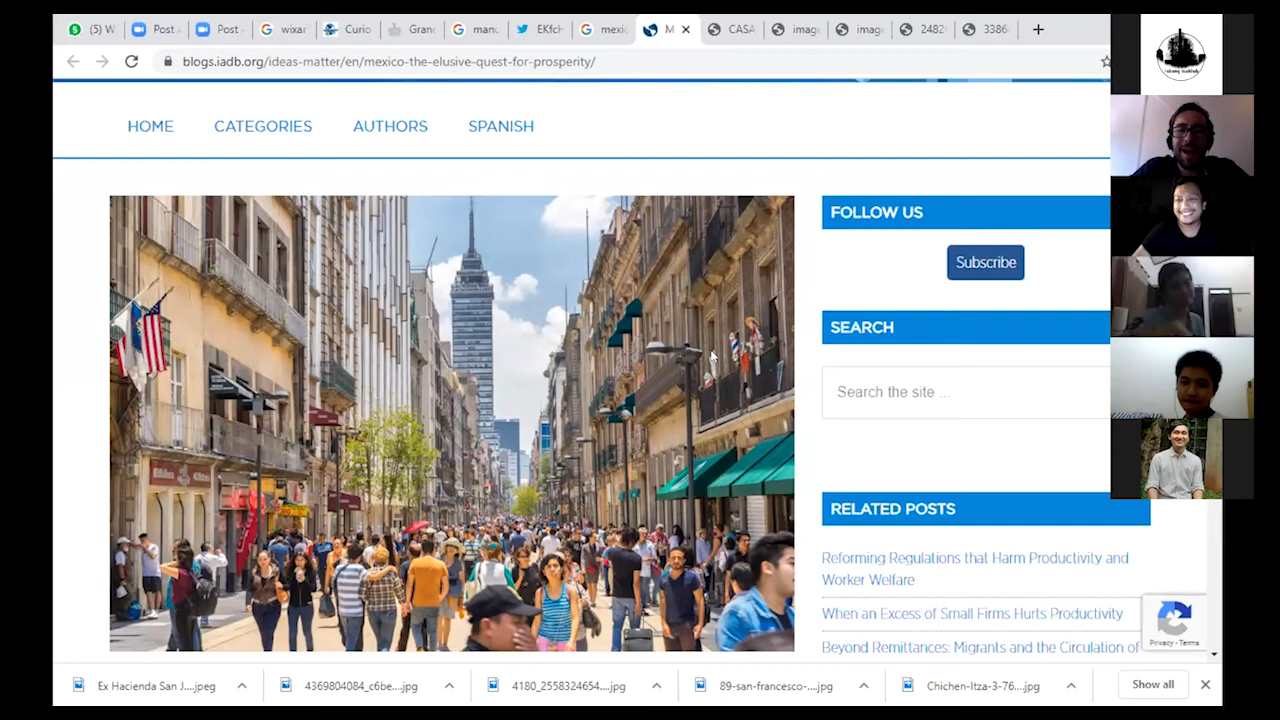 (5) W
Post
Post
wixar
Curio
Granc
manu
EKfcH
mexic
M
CASA
imag
imag
2482
3386
blogs.iadb.org/ideas-matter/en/mexico-the-elusive-quest-for-prosperity/
HOME
CATEGORIES
AUTHORS
SPANISH
FOLLOW US
Subscribe
SEARCH
Search the site ...
RELATED POSTS
Reforming Regulations that Harm Productivity and
Worker Welfare
When an Excess of Small Firms Hurts Productivity
Beyond Remittances: Migrants and the Circulation of
Privacy - Terms
Ex Hacienda San J....jpeg
4369804084_c6be....jpg
4180_2558324654....jpg
89-san-francesco-....jpg
Chichen-Itza-3-76....jpg
Show all